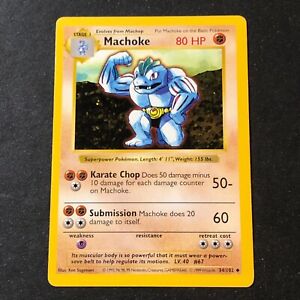 STAGE 1
Evolves from Machop
Put Machoke on the Basic Pokémon
Machoke
80 HP
Superpower Pokémon. Length: 4' 11", Weight: 155 lbs.
Karate Chop Does 50 damage minus
10 damage for each damage counter
on Machoke.
50-
Submission Machoke does 20
damage to itself.
60
weakness
resistance
retreat cost
Its muscular body is so powerful that it must wear a power-
save belt to help regulate its motions. LV. 40 #67
Illus. Ken Sugimori
34/102